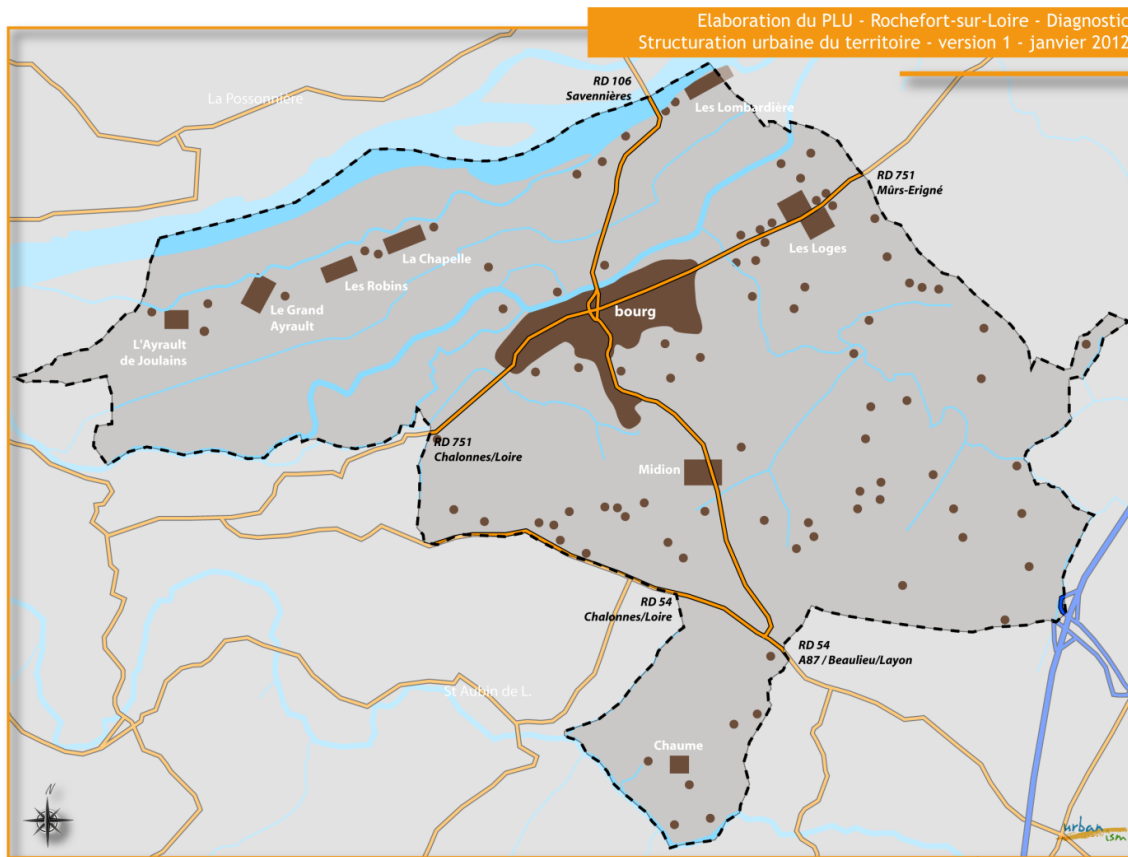 Elaboration du PLU - Rochefort-sur-Loire - Diagnostic
Structuration urbaine du territoire - version 1 - janvier 2012
RD 106
Savennières
La Possonnière
Les Lombardière
RD 751
Mûrs-Erigné
Les Loges
La Chapelle
Les Robins
Le Grand
Ayrault
bourg
L'Ayrault
de Joulains
RD 751
Chalonnes/Loire
Midion
RD 54
Chalonnes/Loire
RD 54
A87 / Beaulieu/Layon
St Aubin de L.
Chaume
N
urban
ism